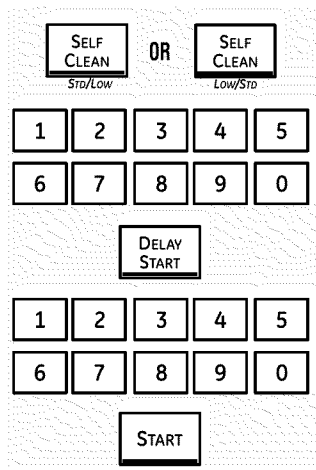 SELF CLEAN OR SELF CLEAN
STD/LOW LOW/STD
1 2 3 4 5
6 7 8 9 0
DELAY START
1 2 3 4 5
6 7 8 9 0
START